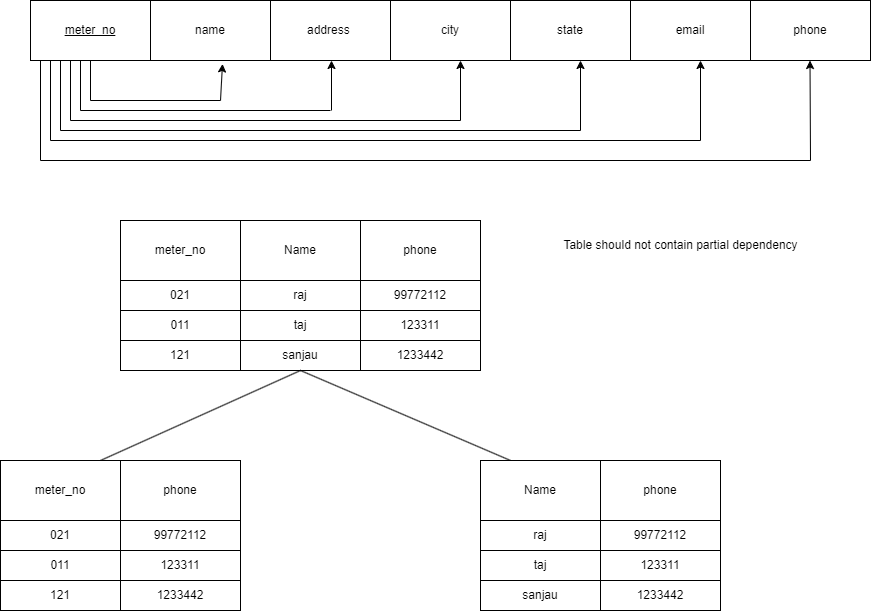 meter_no name address city state email phone
Table should not contain partial dependency
meter_no Name phone
021 raj 99772112
011 taj 123311
121 sanjau 1233442
meter_no phone
021 99772112
011 123311
121 1233442
Name phone
raj 99772112
taj 123311
sanjau 1233442